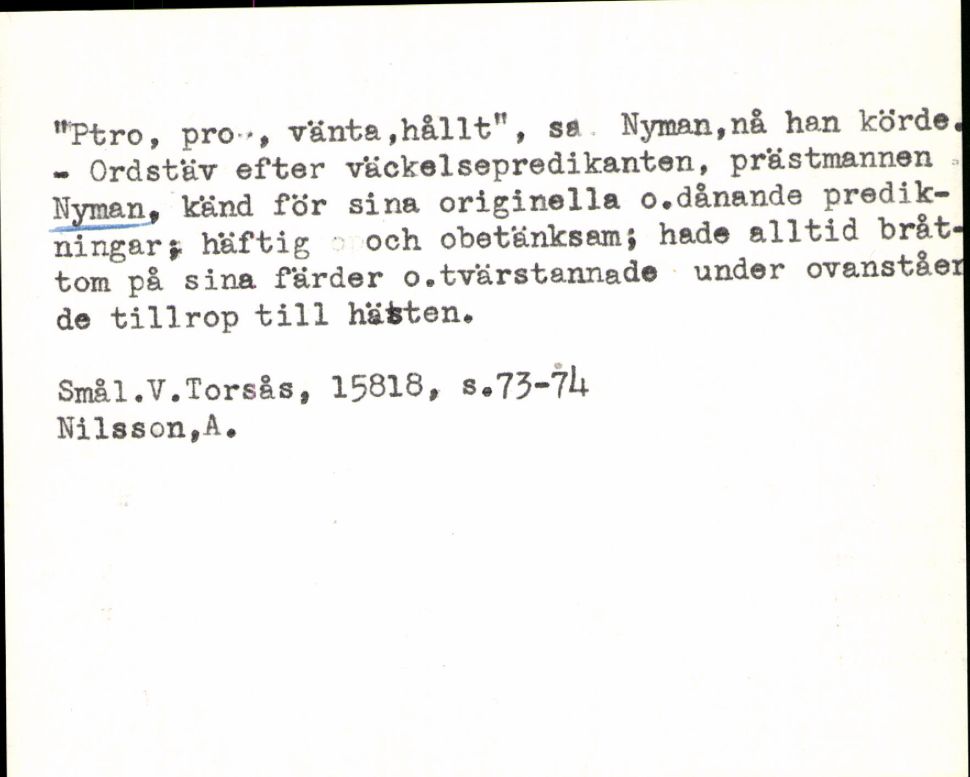 "Ptro, pro , vänta,hållt", sa Nyman,nå han körde.
- Ordstäv efter väckelsepredikanten, prästmannen
Nyman, känd för sina originella o.dånande predik-
ningar; häftig och obetänksam; hade alltid bråt-
tom på sina färder o.tvärstannade under ovanståen
de tillrop till hästen.
Smål.V.Torsås, 15818, s.73-74
Nilsson,A.